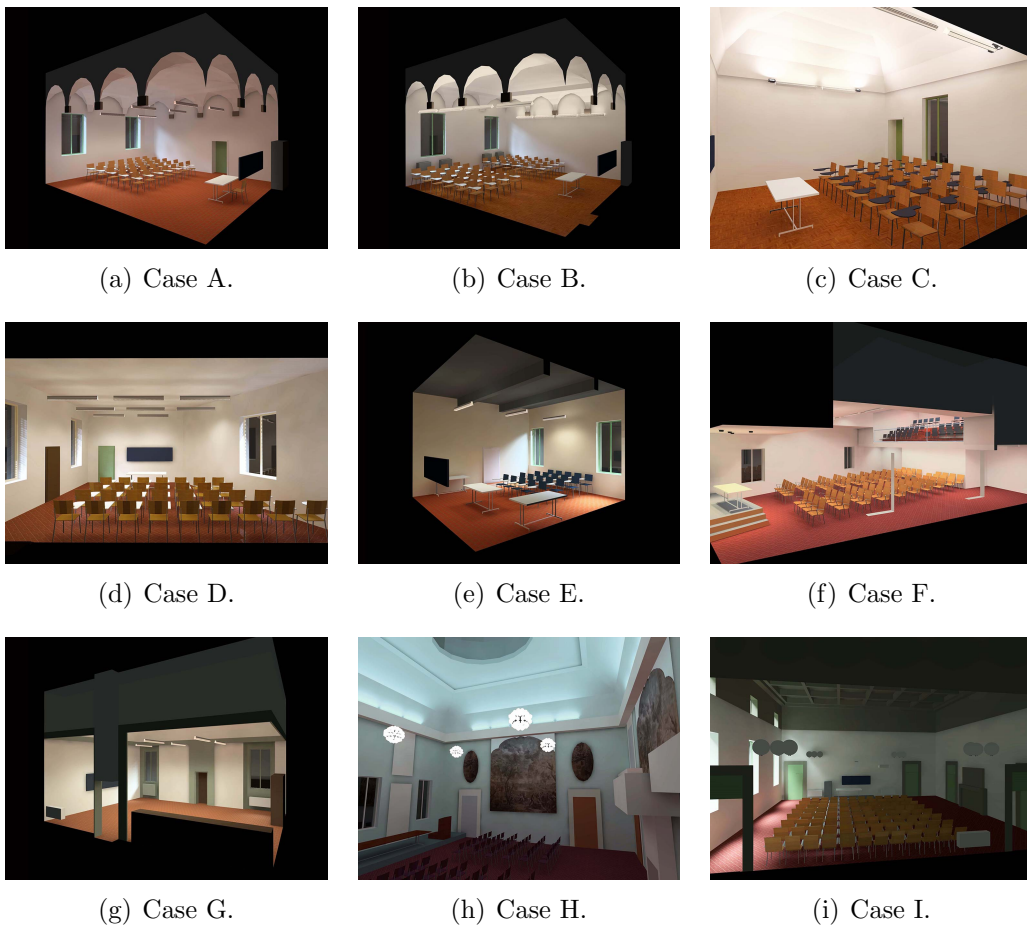 (a) Case A.
(b) Case B.
(c) Case C.
(d) Case D.
(e) Case E.
(f) Case F.
(g) Case G.
(h) Case H.
(i) Case I.